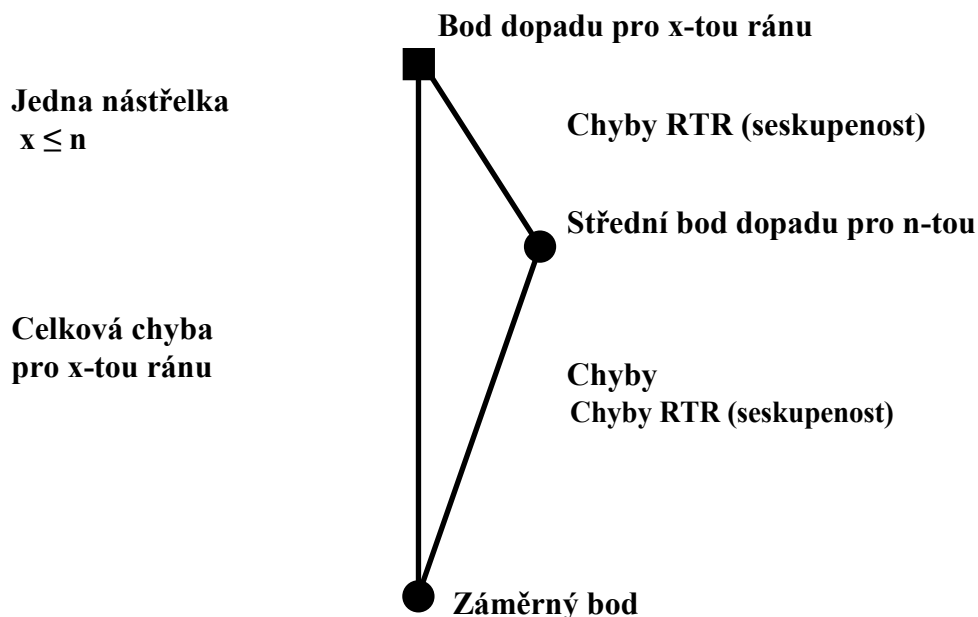 Bod dopadu pro x-tou ránu
Jedna nástřelka
x ≤ n
Chyby RTR (seskupenost)
Střední bod dopadu pro n-tou
Celková chyba
pro x-tou ránu
Chyby
Chyby RTR (seskupenost)
Záměrný bod